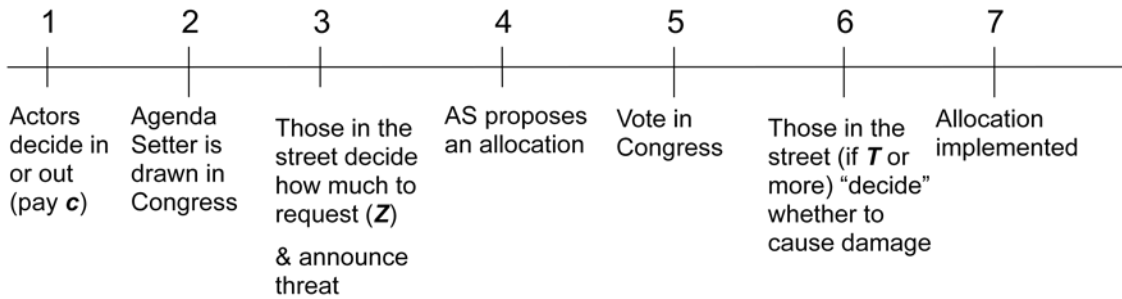 1
2
3
4
5
6
7
Actors
decide in
or out
(pay c)
Agenda
Setter is
drawn in
Congress
Those in the
street decide
how much to
request (Z)
& announce
threat
AS proposes
an allocation
Vote in
Congress
Those in the
street (if T or
more) “decide”
whether to
cause damage
Allocation
implemented